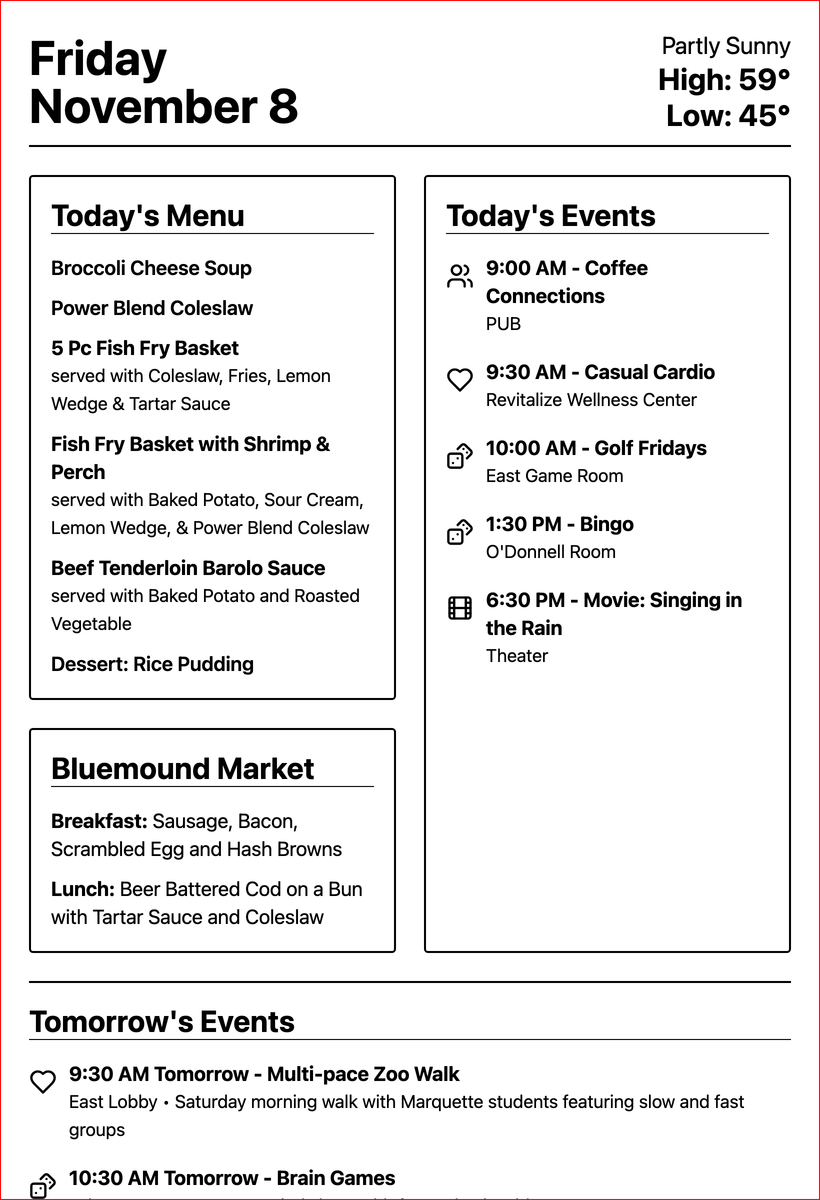 Friday
November 8
Partly Sunny
High: 59°
Low: 45°
Today's Menu
Broccoli Cheese Soup
Power Blend Coleslaw
5 Pc Fish Fry Basket
served with Coleslaw, Fries, Lemon
Wedge & Tartar Sauce
Fish Fry Basket with Shrimp &
Perch
served with Baked Potato, Sour Cream,
Lemon Wedge, & Power Blend Coleslaw
Beef Tenderloin Barolo Sauce
served with Baked Potato and Roasted
Vegetable
Dessert: Rice Pudding
Bluemound Market
Breakfast: Sausage, Bacon,
Scrambled Egg and Hash Browns
Lunch: Beer Battered Cod on a Bun
with Tartar Sauce and Coleslaw
Today's Events
9:00 AM - Coffee
Connections
PUB
9:30 AM - Casual Cardio
Revitalize Wellness Center
10:00 AM - Golf Fridays
East Game Room
1:30 PM - Bingo
O'Donnell Room
6:30 PM - Movie: Singing in
the Rain
Theater
Tomorrow's Events
9:30 AM Tomorrow - Multi-pace Zoo Walk
East Lobby • Saturday morning walk with Marquette students featuring slow and fast
groups
10:30 AM Tomorrow - Brain Games